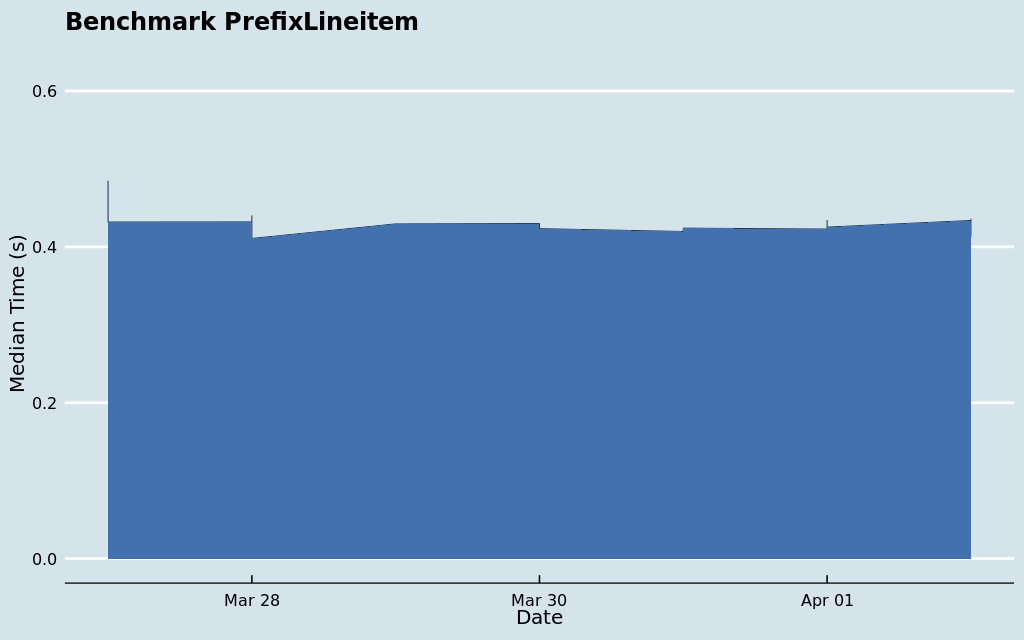 Benchmark PrefixLineitem
Median Time (s)
0.6
0.4
0.2
0.0
Mar 28 Mar 30 Apr 01
Date